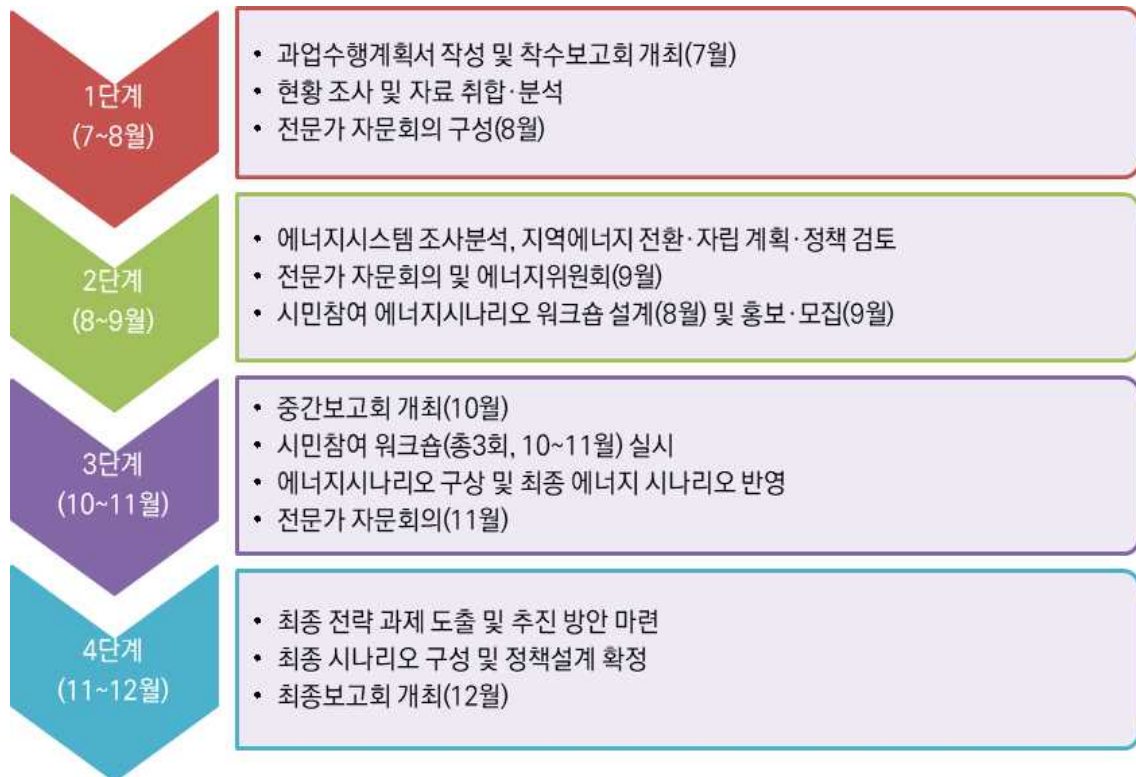 1단계
(7~8월)
• 과업수행계획서 작성 및 착수보고회 개최(7월)
• 현황 조사 및 자료 취합·분석
• 전문가 자문회의 구성(8월)
2단계
(8~9월)
• 에너지시스템 조사분석, 지역에너지 전환·자립 계획·정책 검토
• 전문가 자문회의 및 에너지위원회(9월)
• 시민참여 에너지시나리오 워크숍 설계(8월) 및 홍보·모집(9월)
3단계
(10~11월)
• 중간보고회 개최(10월)
• 시민참여 워크숍(총3회, 10~11월) 실시
• 에너지시나리오 구상 및 최종 에너지 시나리오 반영
• 전문가 자문회의(11월)
4단계
(11~12월)
• 최종 전략 과제 도출 및 추진 방안 마련
• 최종 시나리오 구성 및 정책설계 확정
• 최종보고회 개최(12월)